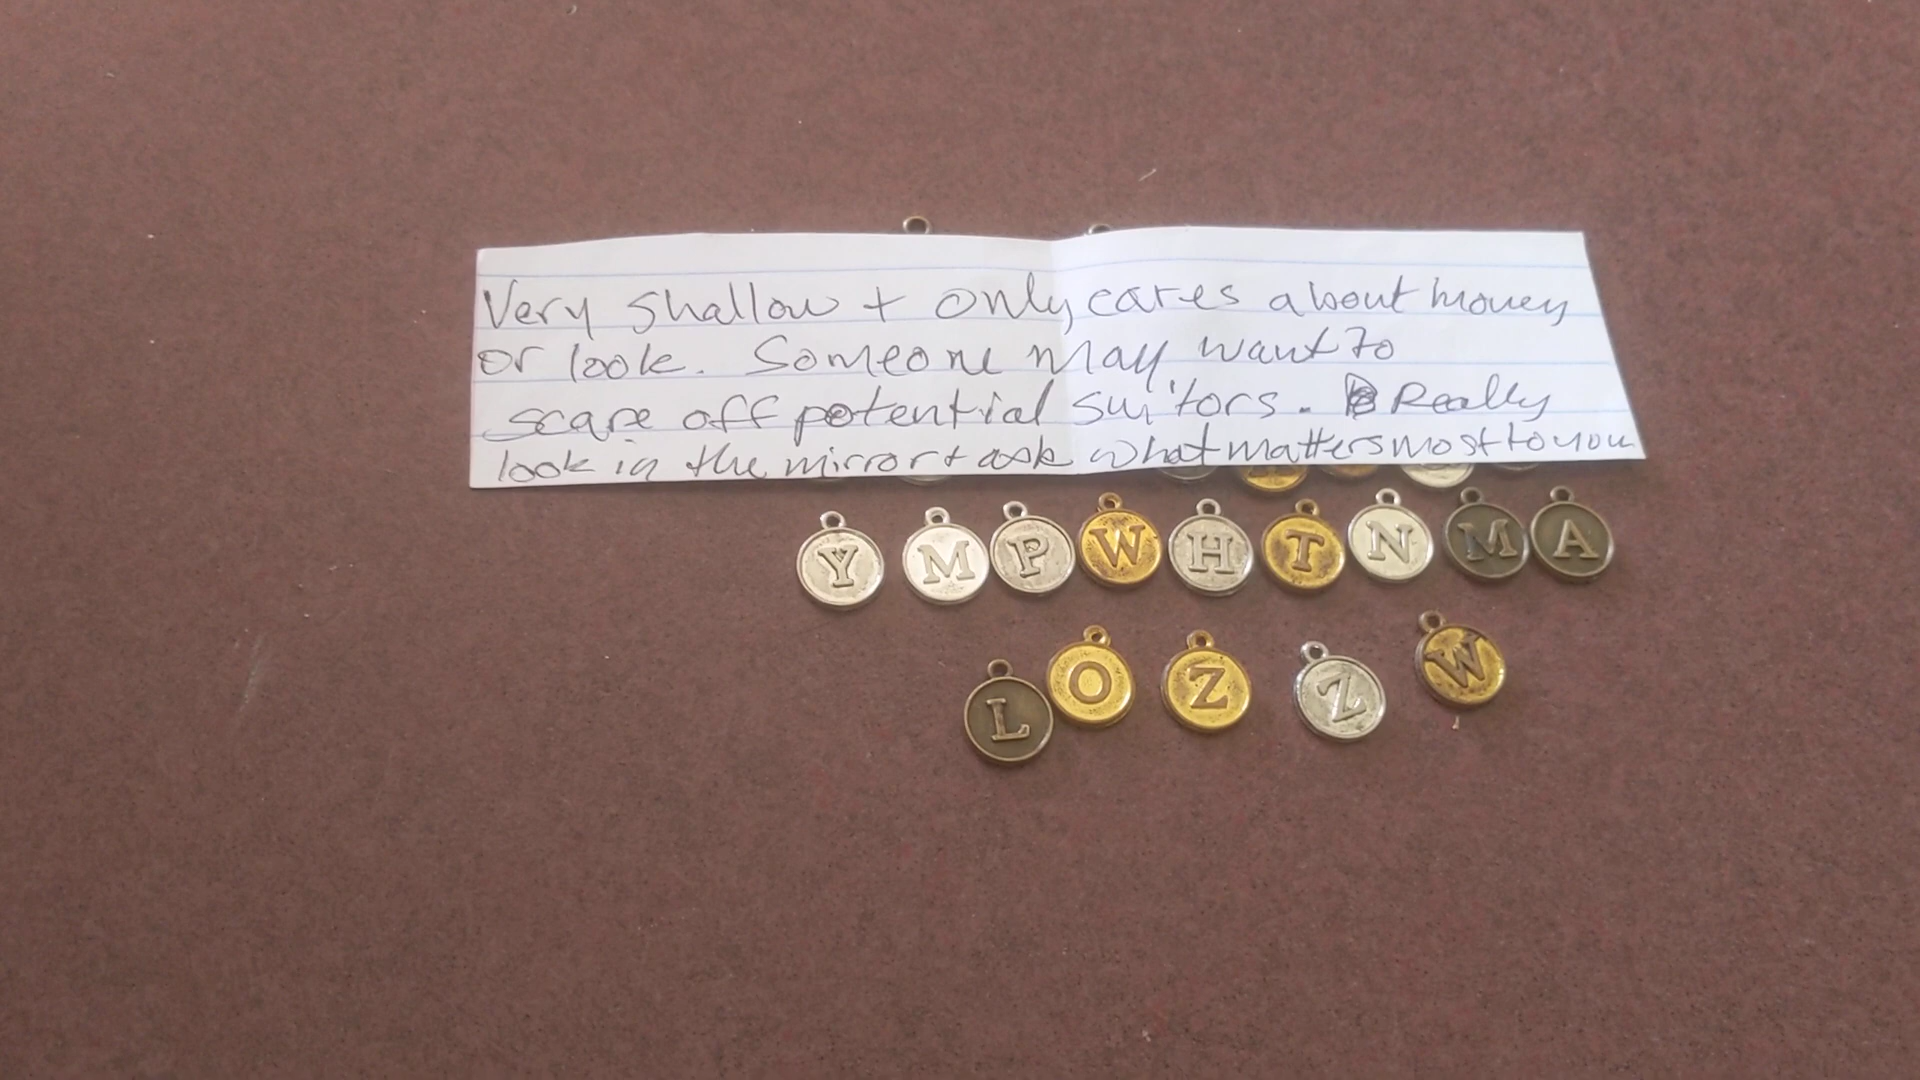 Very shallow + only cares about money
or look. Someone may want to
scare off potential suitors. Really
look in the mirror + ask what matters most to you
Y M P W H T N M A
L O Z Z W